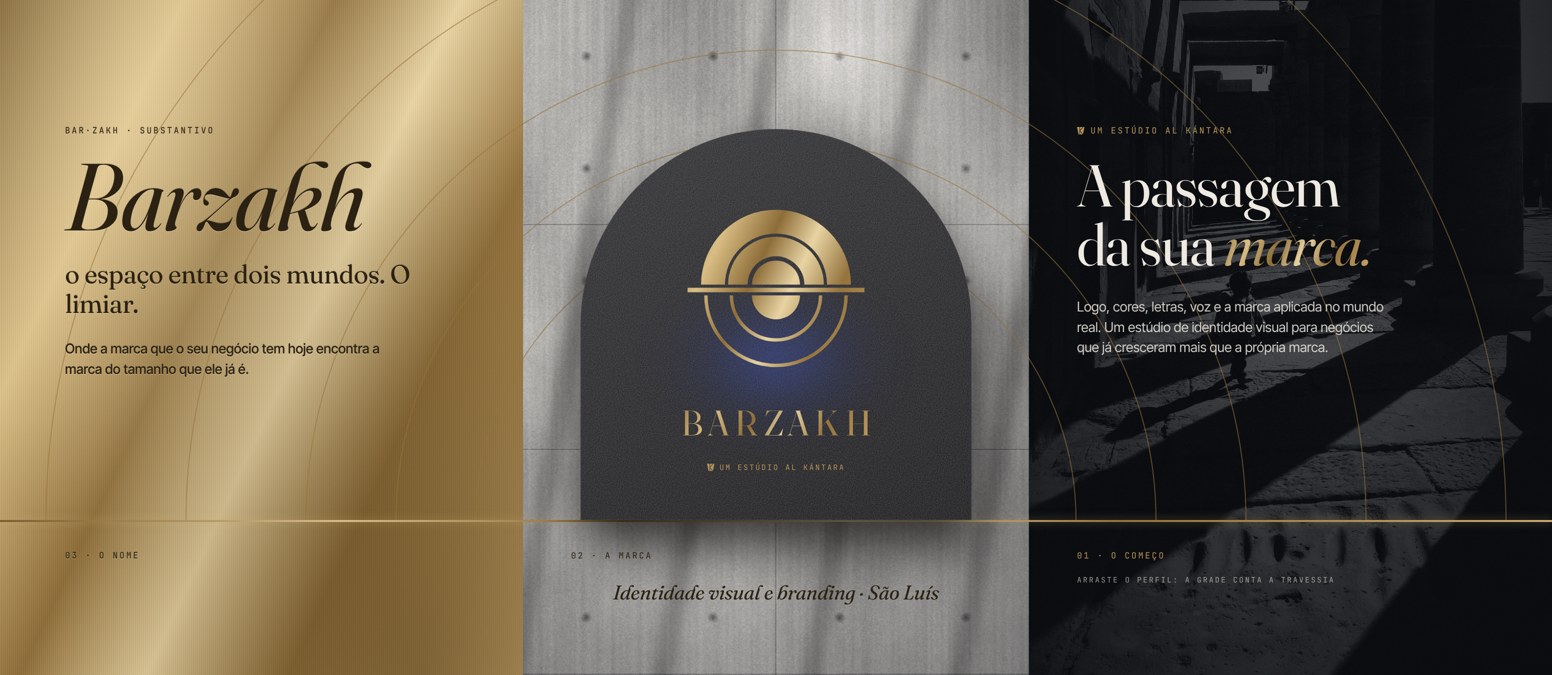 BAR·ZAKH · SUBSTANTIVO
Barzakh
o espaço entre dois mundos. O
limiar.
Onde a marca que o seu negócio tem hoje encontra a
marca do tamanho que ele já é.
03 · O NOME
BARZAKH
UM ESTÚDIO AL KÁNTARA
02 · A MARCA
Identidade visual e branding · São Luís
UM ESTÚDIO AL KÁNTARA
A passagem
da sua marca.
Logo, cores, letras, voz e a marca aplicada no mundo
real. Um estúdio de identidade visual para negócios
que já cresceram mais que a própria marca.
01 · O COMEÇO
ARRASTE O PERFIL: A GRADE CONTA A TRAVESSIA